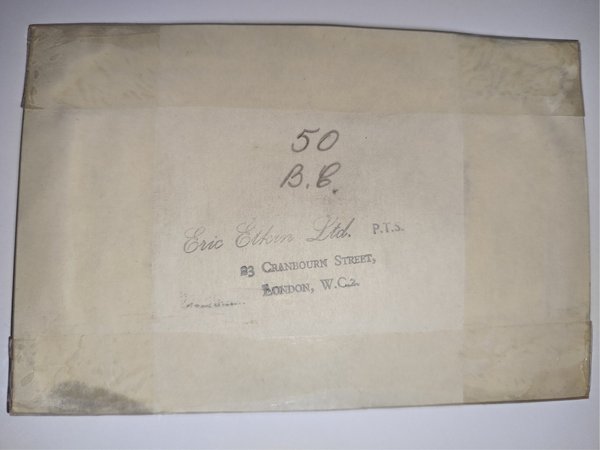 50
B.B.
Eric Etkin Ltd. P.T.S.
23 CRANBOURN STREET,
LONDON, W.C.2.